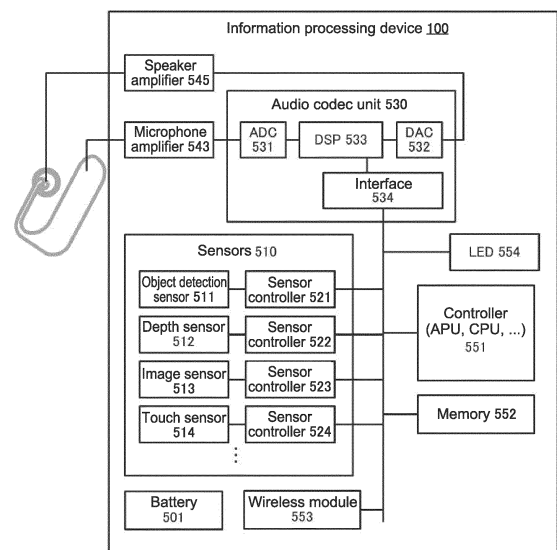 Information processing device 100
Speaker
amplifier 545
Audio codec unit 530
Microphone
amplifier 543
ADC
531
DSP 533
DAC
532
Interface
534
Sensors 510
LED 554
Object detection
sensor 511
Sensor
controller 521
Controller
(APU, CPU, ...)
551
Depth sensor
512
Sensor
controller 522
Image sensor
513
Sensor
controller 523
Touch sensor
514
Sensor
controller 524
Memory 552
Battery
501
Wireless module
553